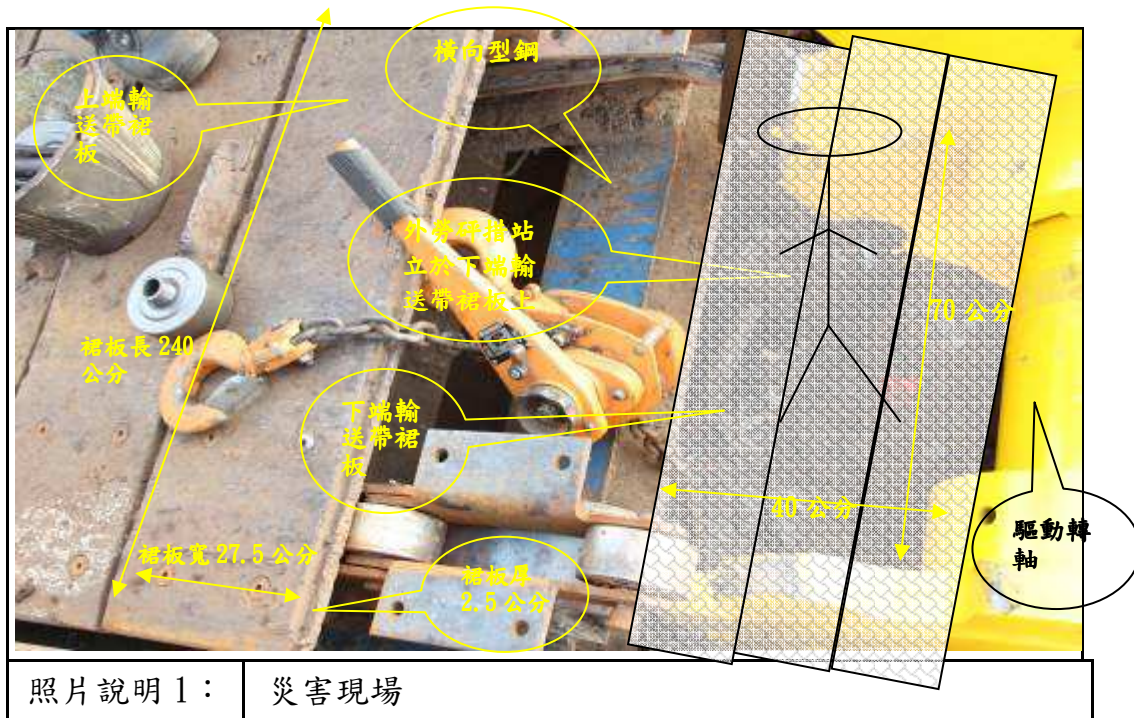 橫向型鋼
上端輸
送帶裙
板
外勞砰措站
立於下端輸
送帶裙板上
70 公分
裙板長 240
公分
下端輸
送帶裙
板
40 公分
驅動轉
軸
裙板寬 27.5 公分
裙板厚
2.5 公分
照片說明 1：
災害現場